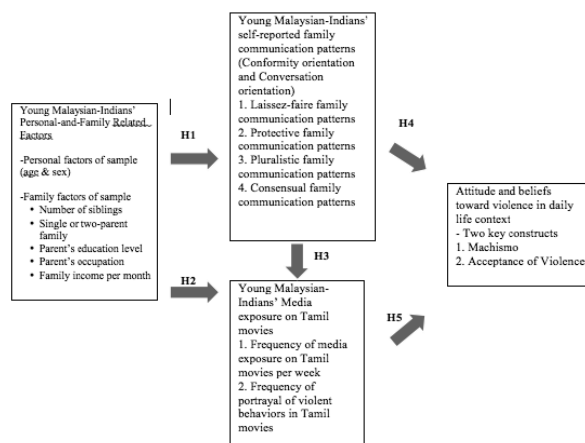 Young Malaysian-Indians'
Personal-and-Family Related
Factors
-Personal factors of sample
(age & sex)
-Family factors of sample
• Number of siblings
• Single or two-parent
family
• Parent's education level
• Parent's occupation
• Family income per month
H1
H2
Young Malaysian-Indians'
self-reported family
communication patterns
(Conformity orientation
and Conversation
orientation)
1. Laissez-faire family
communication patterns
2. Protective family
communication patterns
3. Pluralistic family
communication patterns
4. Consensual family
communication patterns
H3
Young Malaysian-
Indians' Media
exposure on Tamil
movies
1. Frequency of media
exposure on Tamil
movies per week
2. Frequency of
portrayal of violent
behaviors in Tamil
movies
H4
H5
Attitude and beliefs
toward violence in daily
life context
- Two key constructs
1. Machismo
2. Acceptance of Violence